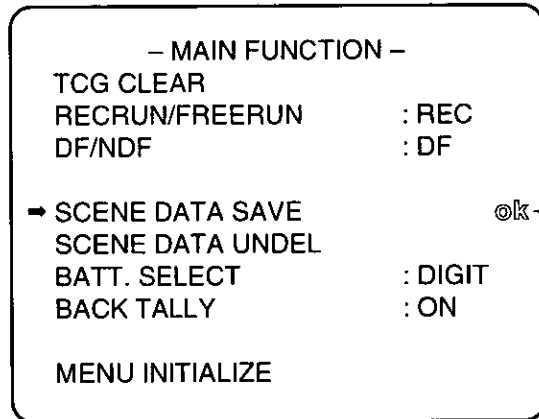 – MAIN FUNCTION –
TCG CLEAR
RECRUN/FREERUN : REC
DF/NDF : DF
➡ SCENE DATA SAVE ok
SCENE DATA UNDEL
BATT. SELECT : DIGIT
BACK TALLY : ON
MENU INITIALIZE